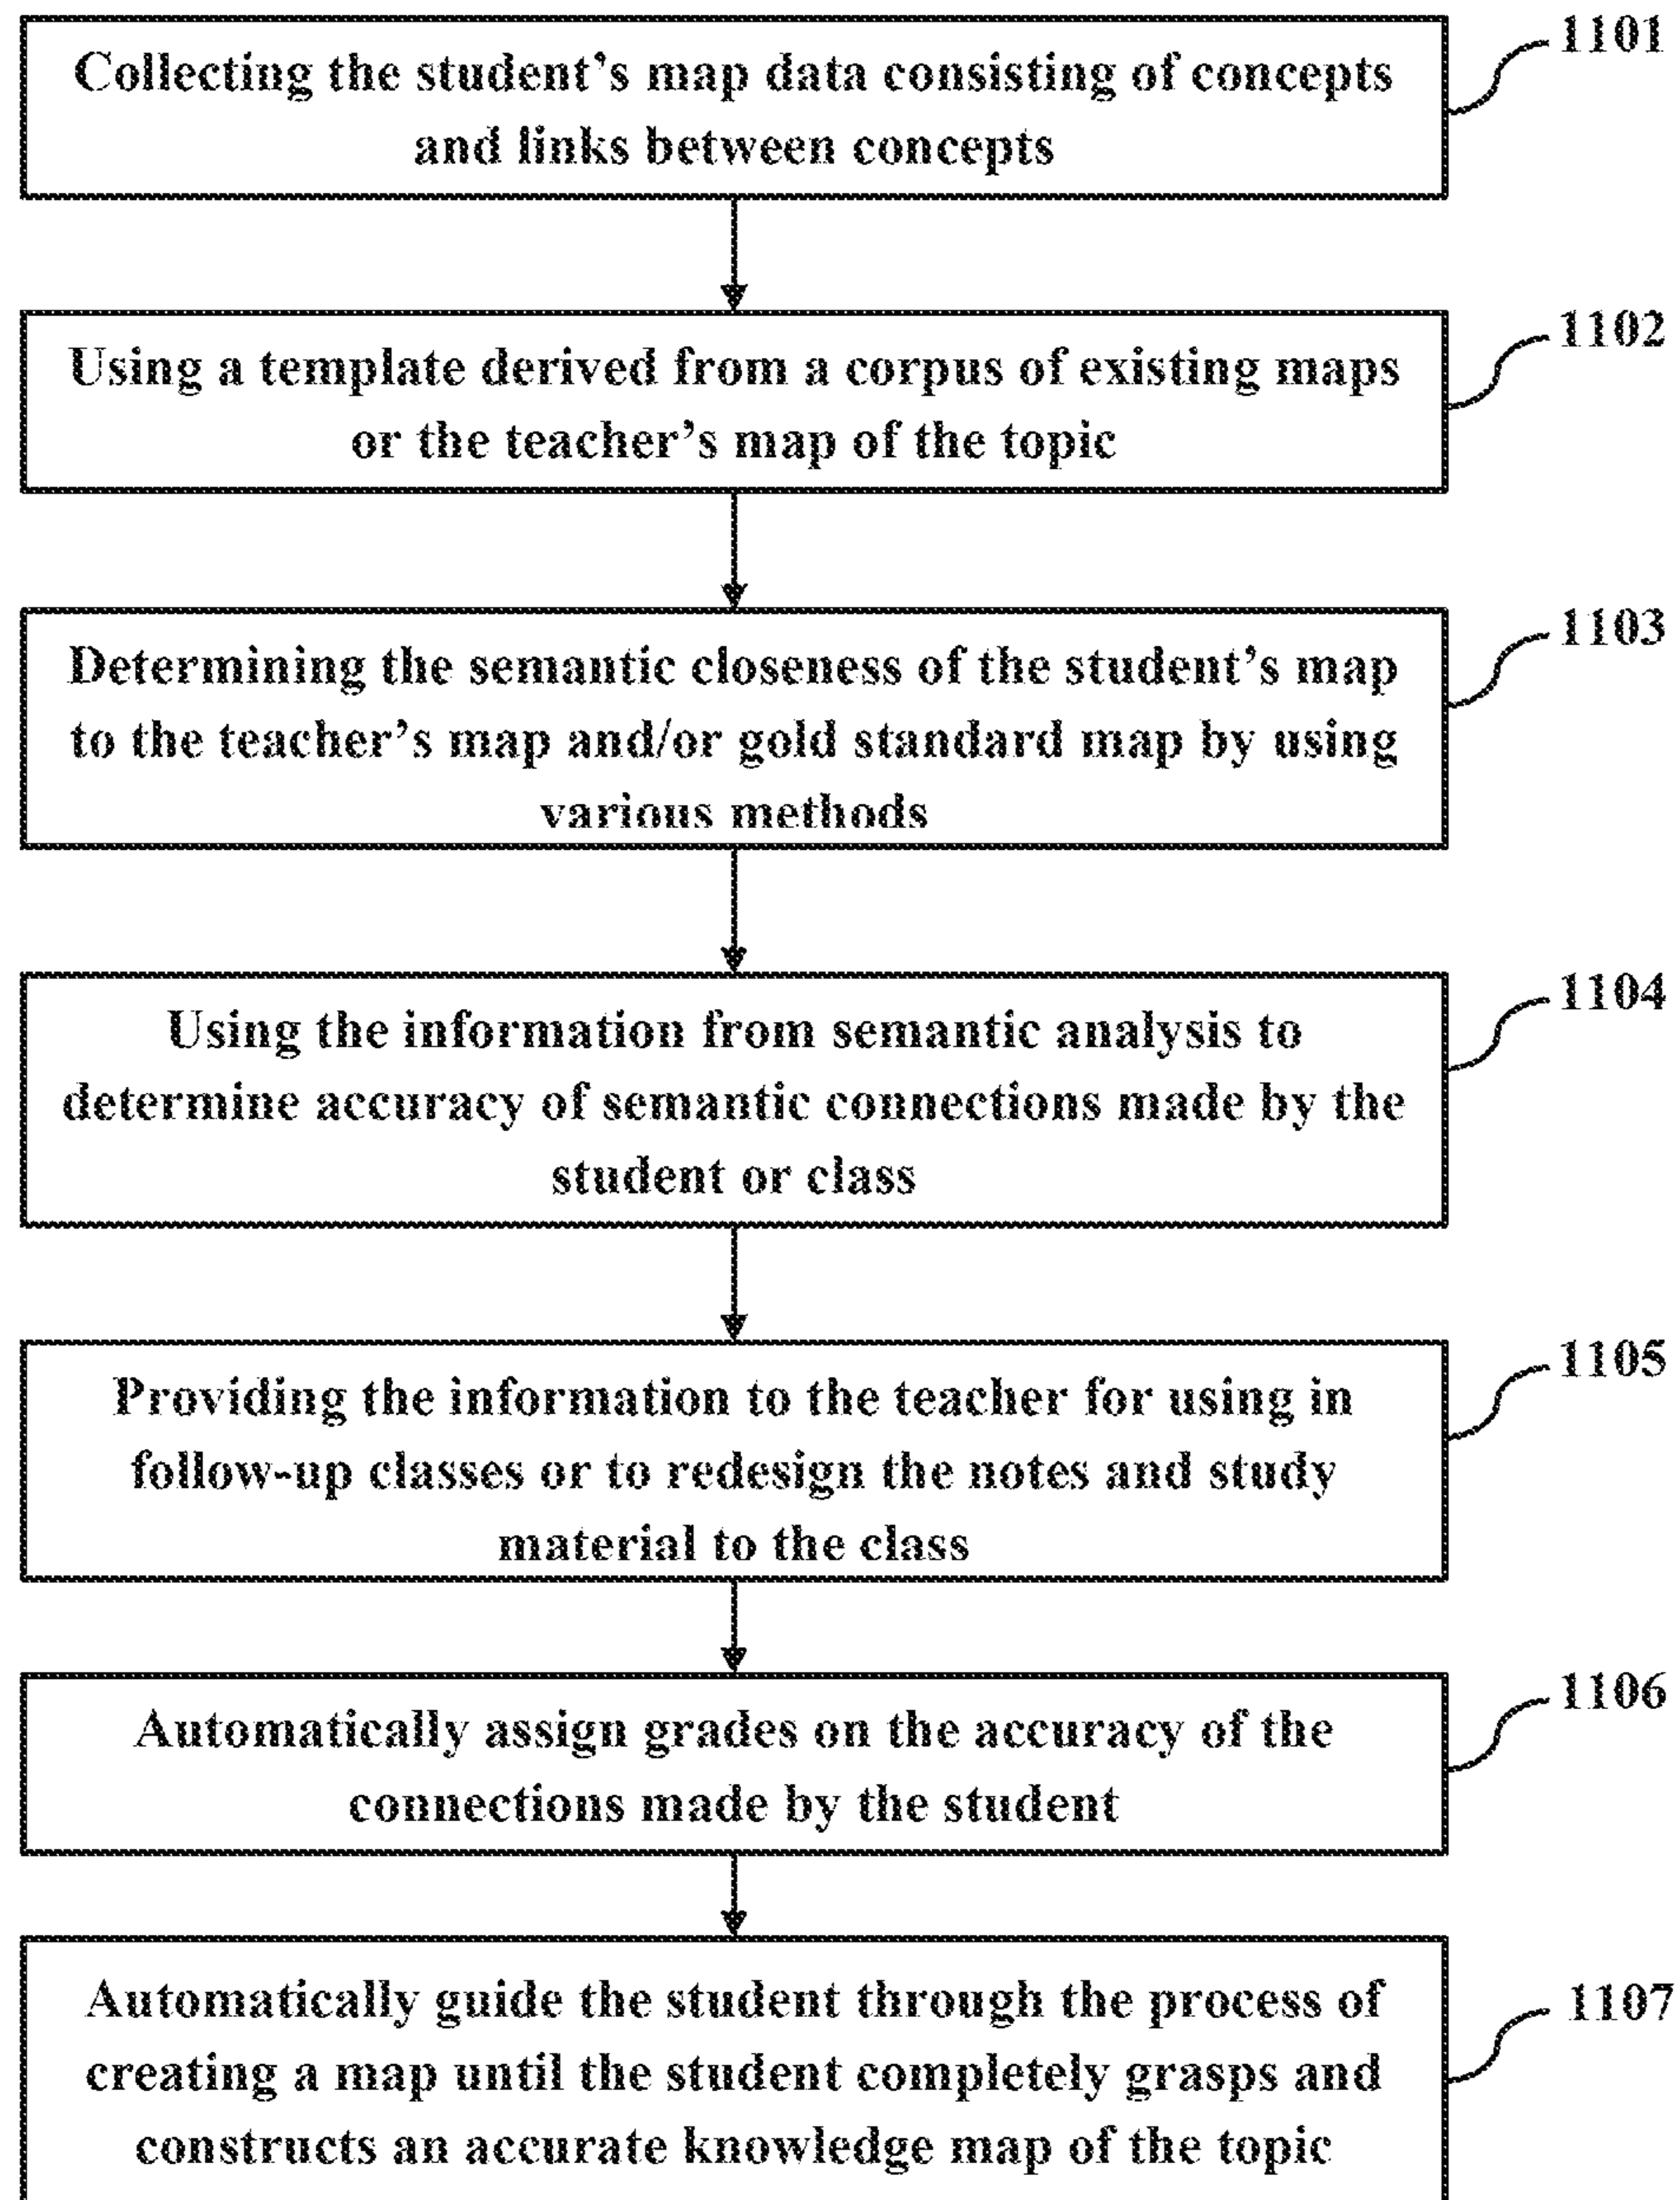 1101
Collecting the student's map data consisting of concepts
and links between concepts
1102
Using a template derived from a corpus of existing maps
or the teacher's map of the topic
1103
Determining the semantic closeness of the student's map
to the teacher's map and/or gold standard map by using
various methods
1104
Using the information from semantic analysis to
determine accuracy of semantic connections made by the
student or class
1105
Providing the information to the teacher for using in
follow-up classes or to redesign the notes and study
material to the class
1106
Automatically assign grades on the accuracy of the
connections made by the student
1107
Automatically guide the student through the process of
creating a map until the student completely grasps and
constructs an accurate knowledge map of the topic